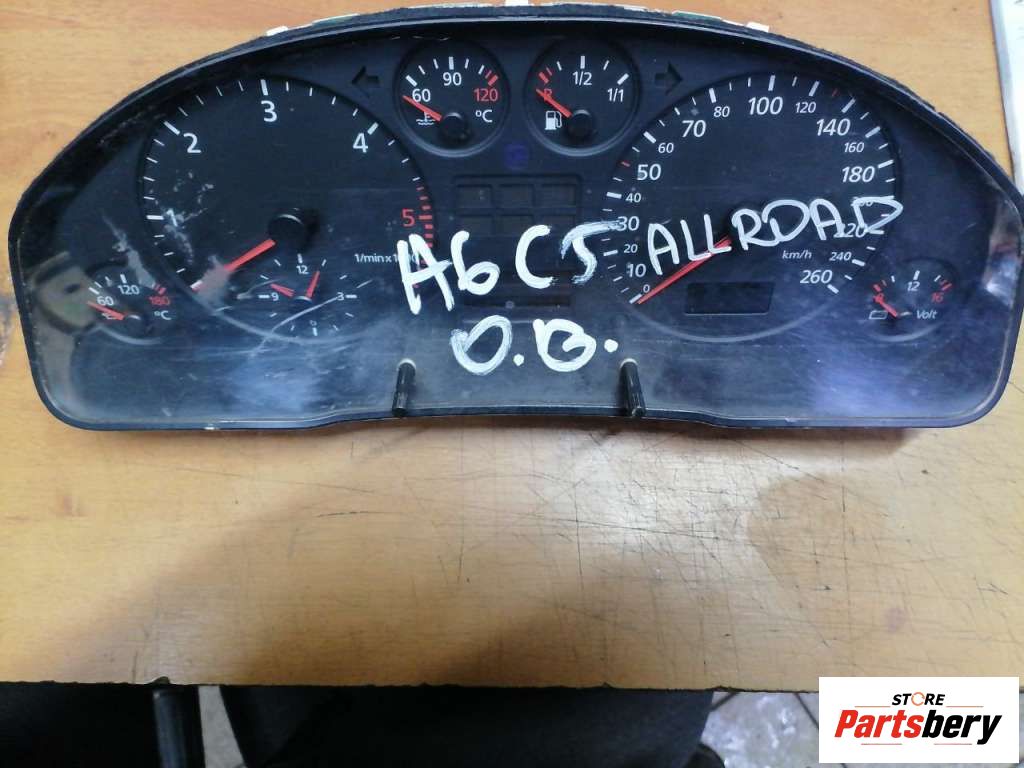 60 90 120 °C
R 1/2 1/1
1 2 3 4 5
1/min x 1000
12 3 9
60 120 180 °C
0 10 20 30 40 50 60 70 80 100 120 140 160 180 220 240 260
km/h
R 12 16
Volt
A6 C5 ALLROAD
O.B.
STORE
Partsbery